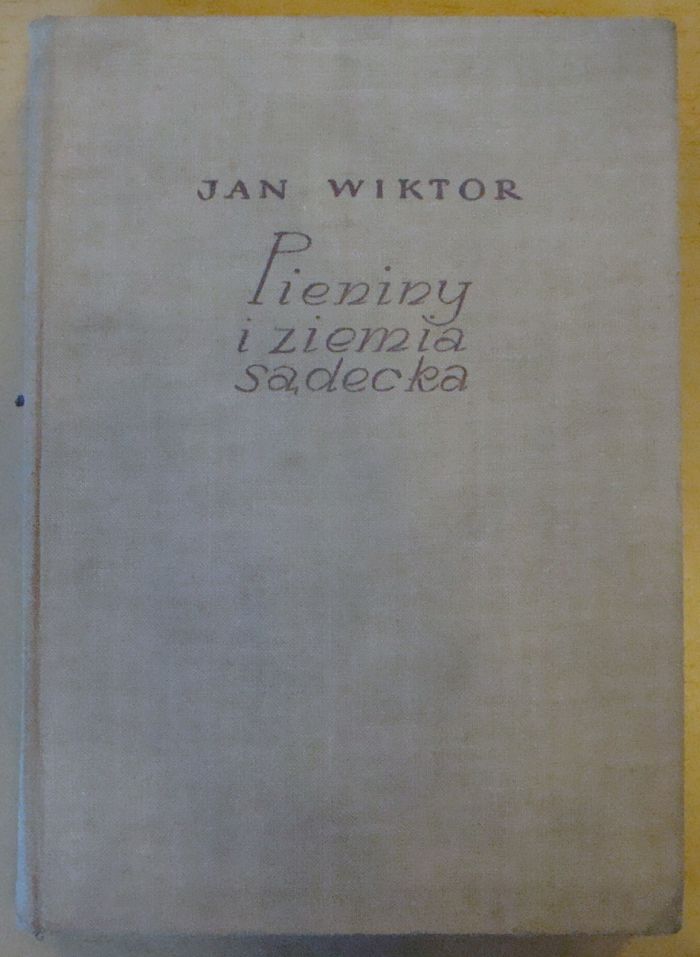 JAN WIKTOR
Pieniny
i ziemia
sądecka